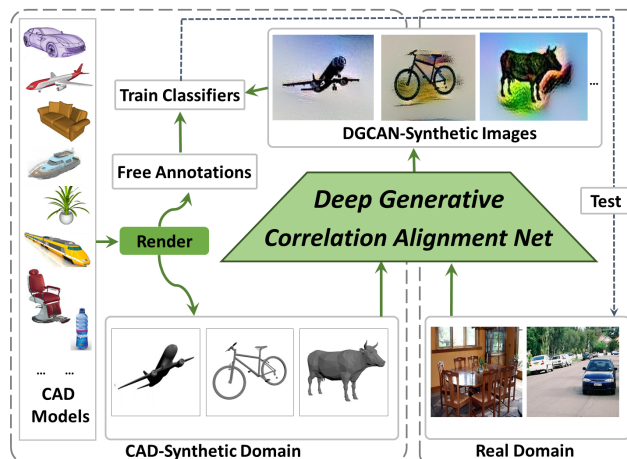 Train Classifiers
DGCAN-Synthetic Images
...
Free Annotations
Deep Generative
Correlation Alignment Net
Test
Render
... ...
CAD
Models
CAD-Synthetic Domain
Real Domain